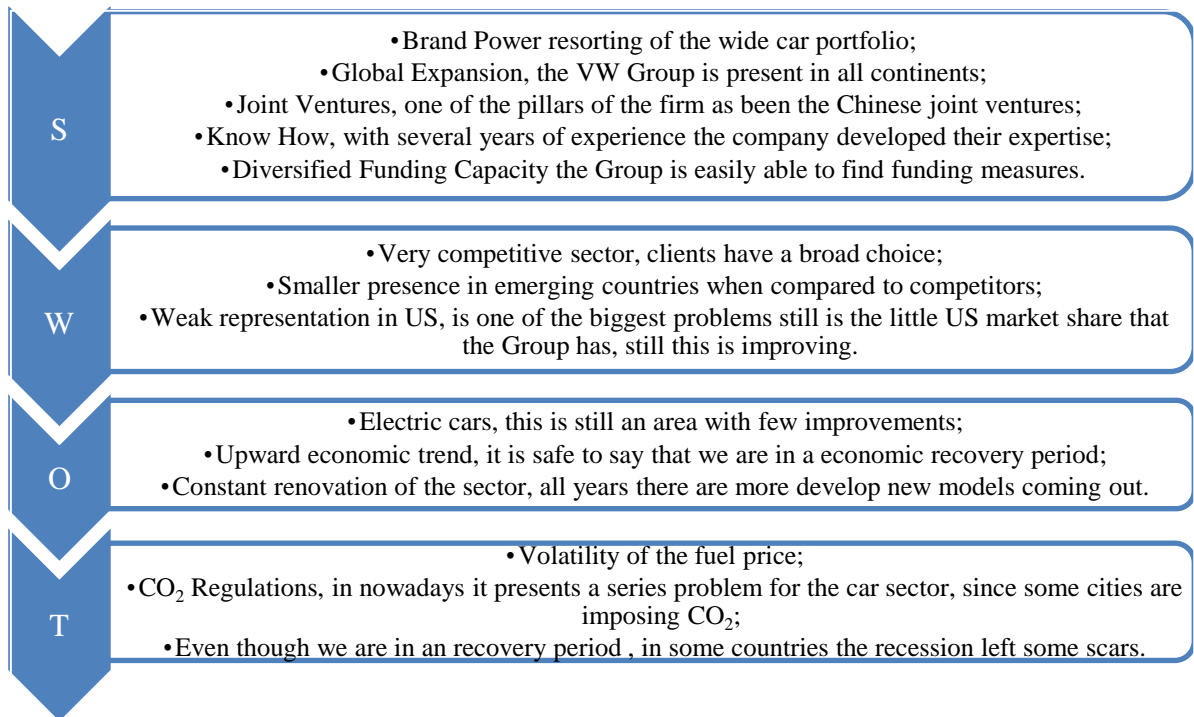 S
•Brand Power resorting of the wide car portfolio;
•Global Expansion, the VW Group is present in all continents;
•Joint Ventures, one of the pillars of the firm as been the Chinese joint ventures;
•Know How, with several years of experience the company developed their expertise;
•Diversified Funding Capacity the Group is easily able to find funding measures.
W
•Very competitive sector, clients have a broad choice;
•Smaller presence in emerging countries when compared to competitors;
•Weak representation in US, is one of the biggest problems still is the little US market share that
the Group has, still this is improving.
O
•Electric cars, this is still an area with few improvements;
•Upward economic trend, it is safe to say that we are in a economic recovery period;
•Constant renovation of the sector, all years there are more develop new models coming out.
T
•Volatility of the fuel price;
•CO₂ Regulations, in nowadays it presents a series problem for the car sector, since some cities are
imposing CO₂;
•Even though we are in an recovery period , in some countries the recession left some scars.